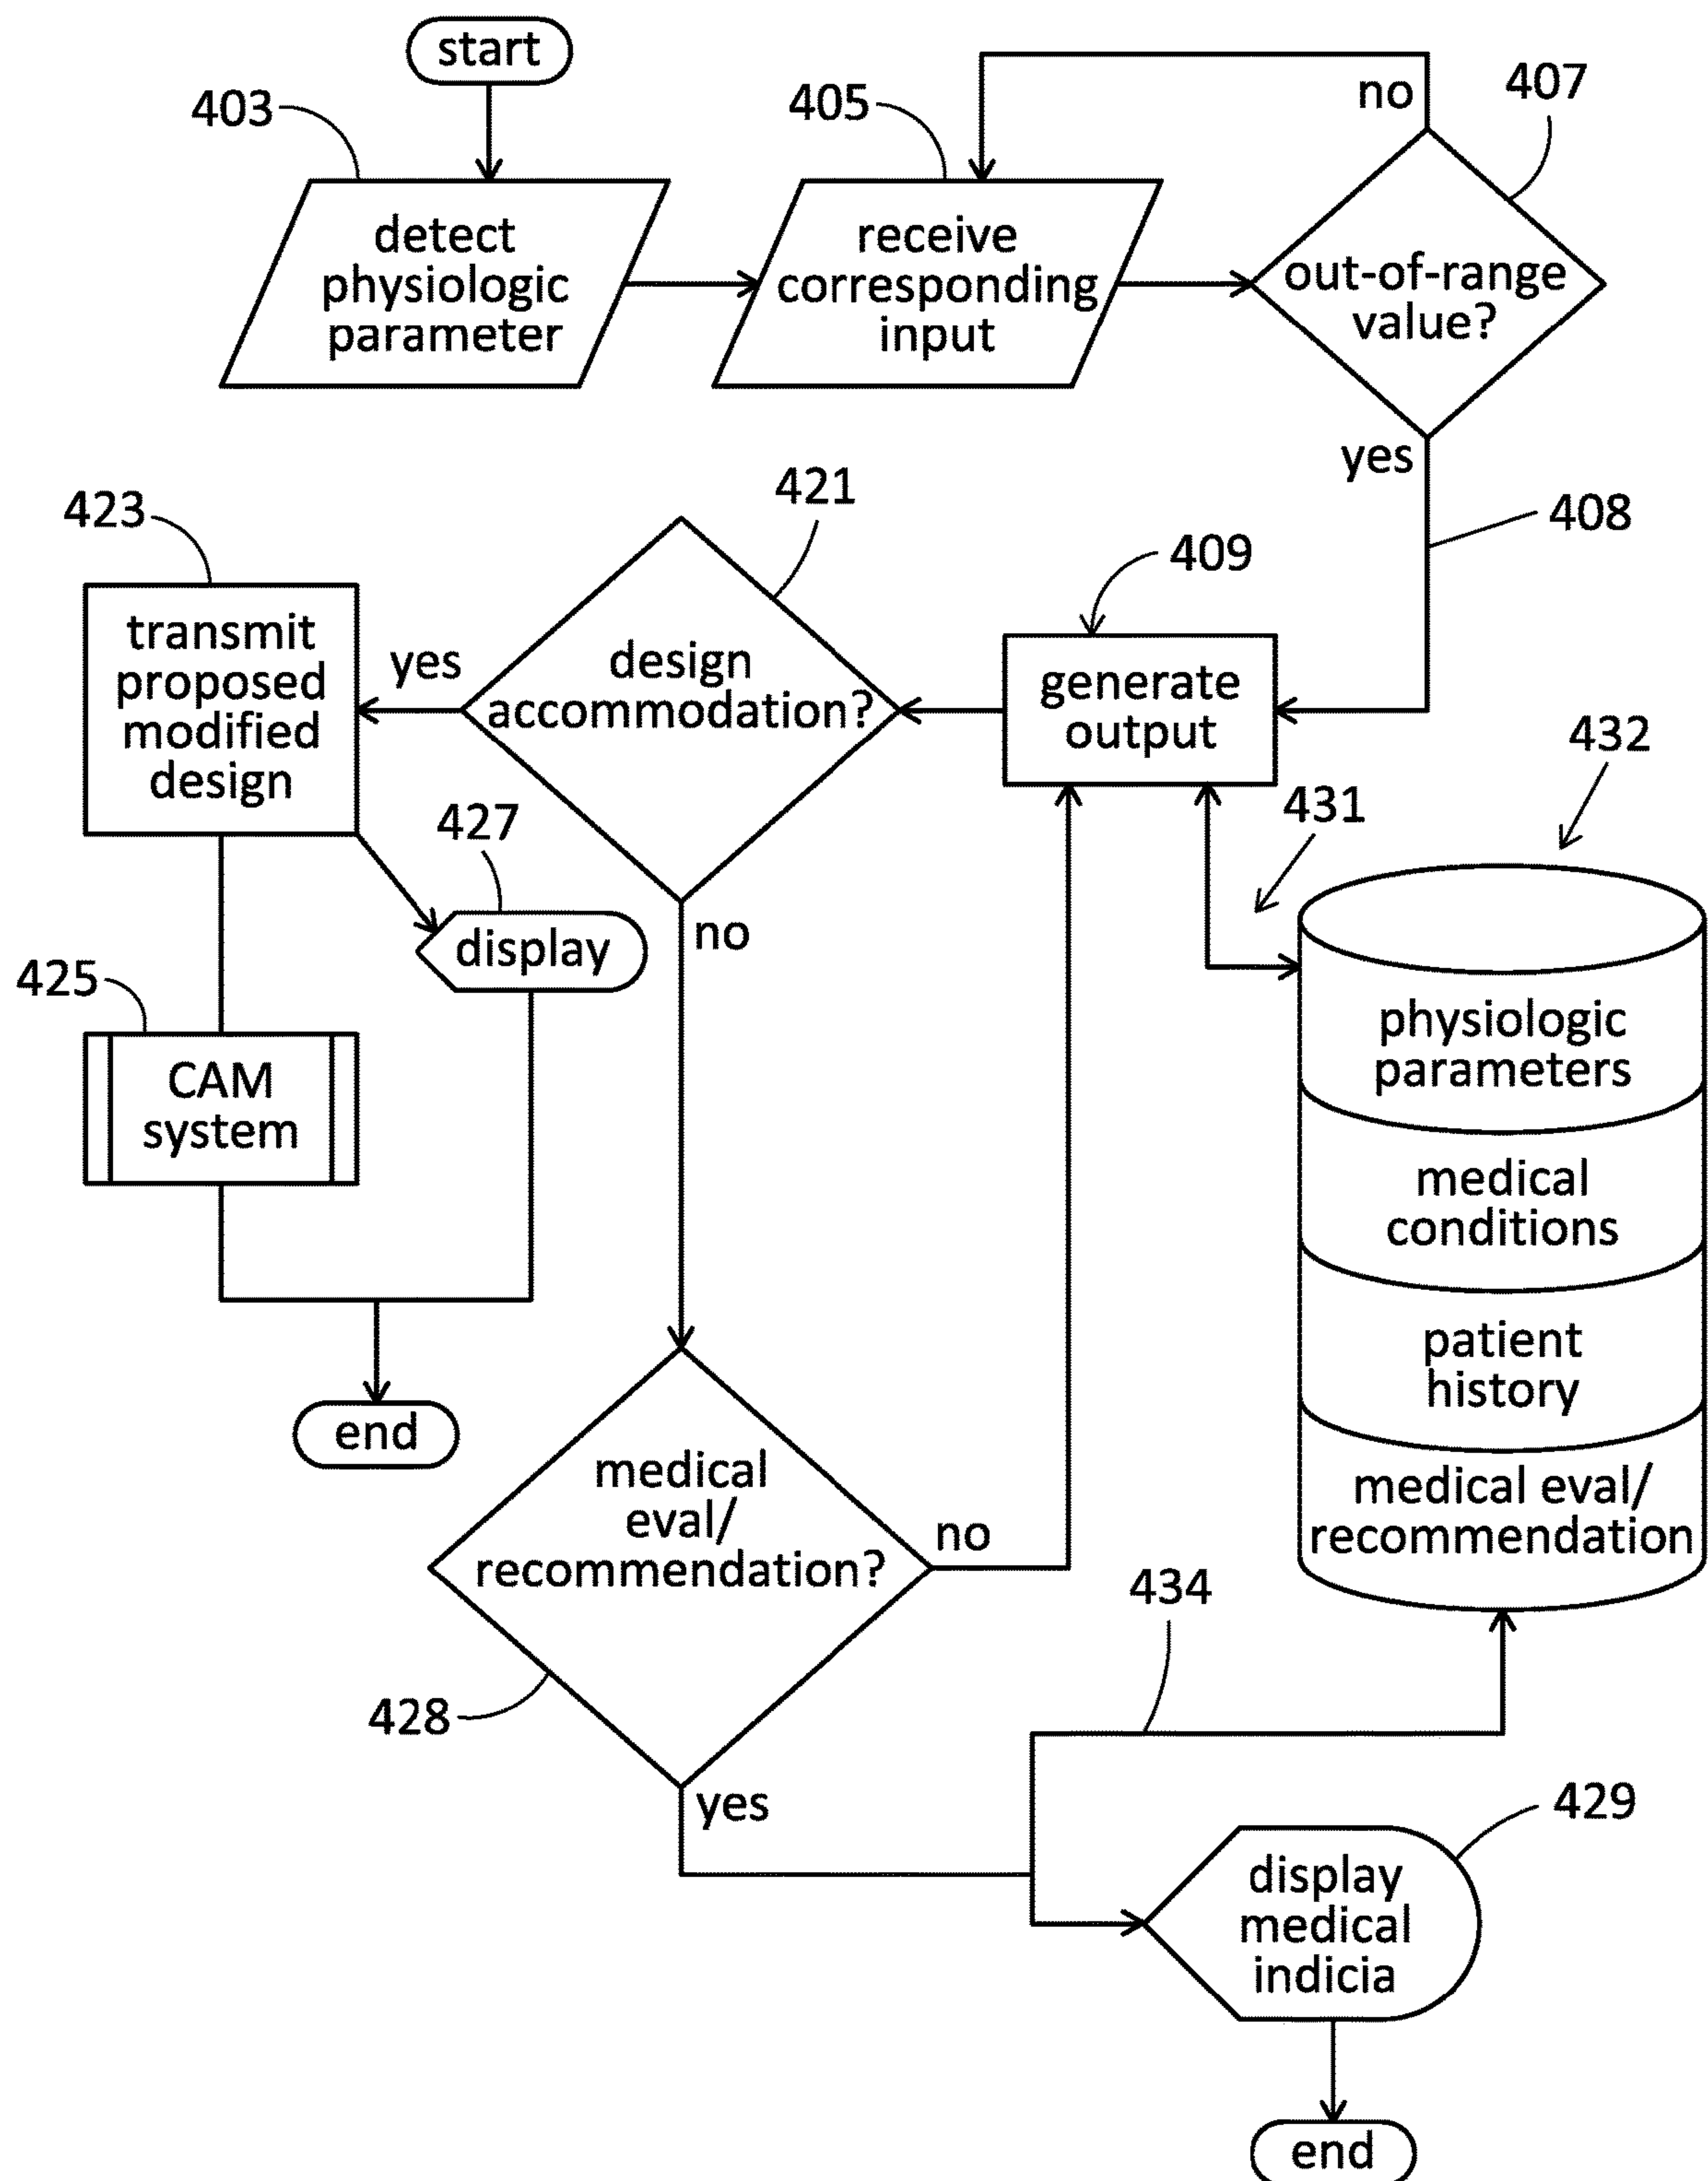 start
403
405
no
407
detect
physiologic
parameter
receive
corresponding
input
out-of-range
value?
yes
408
423
421
409
transmit
proposed
modified
design
yes
design
accommodation?
generate
output
432
431
427
no
display
425
CAM
system
physiologic
parameters
medical
conditions
patient
history
medical eval/
recommendation
end
medical
eval/
recommendation?
no
434
428
yes
429
display
medical
indicia
end